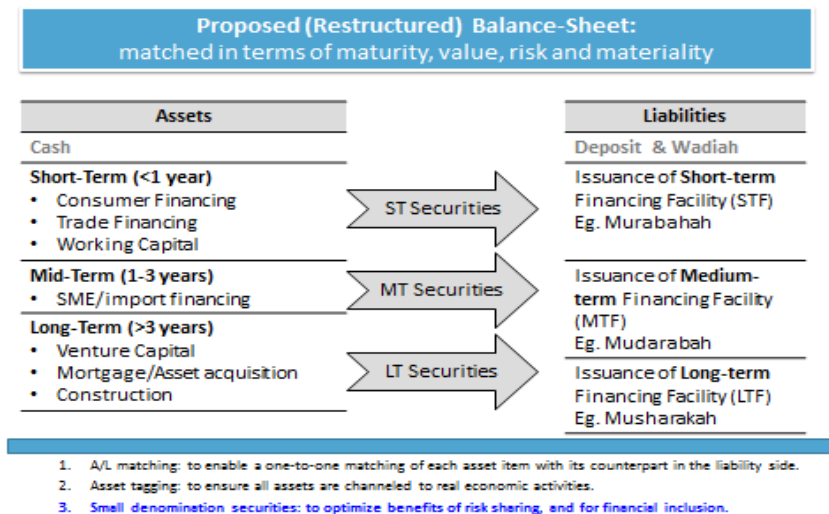 Proposed (Restructured) Balance-Sheet:
matched in terms of maturity, value, risk and materiality
Assets
Cash
Short-Term (<1 year)
• Consumer Financing
• Trade Financing
• Working Capital
Mid-Term (1-3 years)
• SME/import financing
Long-Term (>3 years)
• Venture Capital
• Mortgage/Asset acquisition
• Construction
ST Securities
MT Securities
LT Securities
Liabilities
Deposit & Wadiah
Issuance of Short-term
Financing Facility (STF)
Eg. Murabahah
Issuance of Medium-
term Financing Facility
(MTF)
Eg. Mudarabah
Issuance of Long-term
Financing Facility (LTF)
Eg. Musharakah
1. A/L matching: to enable a one-to-one matching of each asset item with its counterpart in the liability side.
2. Asset tagging: to ensure all assets are channeled to real economic activities.
3. Small denomination securities: to optimize benefits of risk sharing, and for financial inclusion.